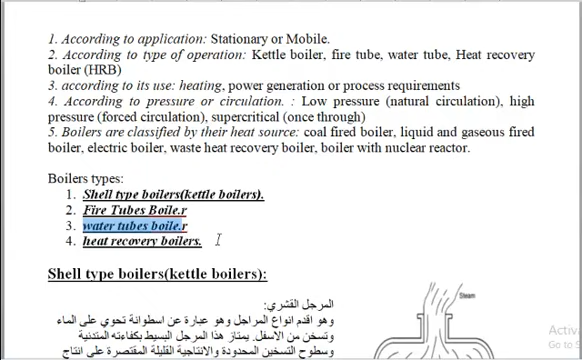 1. According to application: Stationary or Mobile.
2. According to type of operation: Kettle boiler, fire tube, water tube, Heat recovery
boiler (HRB)
3. according to its use: heating, power generation or process requirements
4. According to pressure or circulation. : Low pressure (natural circulation), high
pressure (forced circulation), supercritical (once through)
5. Boilers are classified by their heat source: coal fired boiler, liquid and gaseous fired
boiler, electric boiler, waste heat recovery boiler, boiler with nuclear reactor.
Boilers types:
1. Shell type boilers(kettle boilers).
2. Fire Tubes Boile.r
3. water tubes boile.r
4. heat recovery boilers.
Shell type boilers(kettle boilers):
المرجل القشري:
وهو اقدم انواع المراجل وهو عبارة عن اسطوانة تحوي على الماء
وتسخن من الاسفل. يمتاز هذا المرجل البسيط بكفاءته المتدنية
وسطوح التسخين المحدودة والانتاجية القليلة المقتصرة على انتاج
Steam
Activ
Go to S